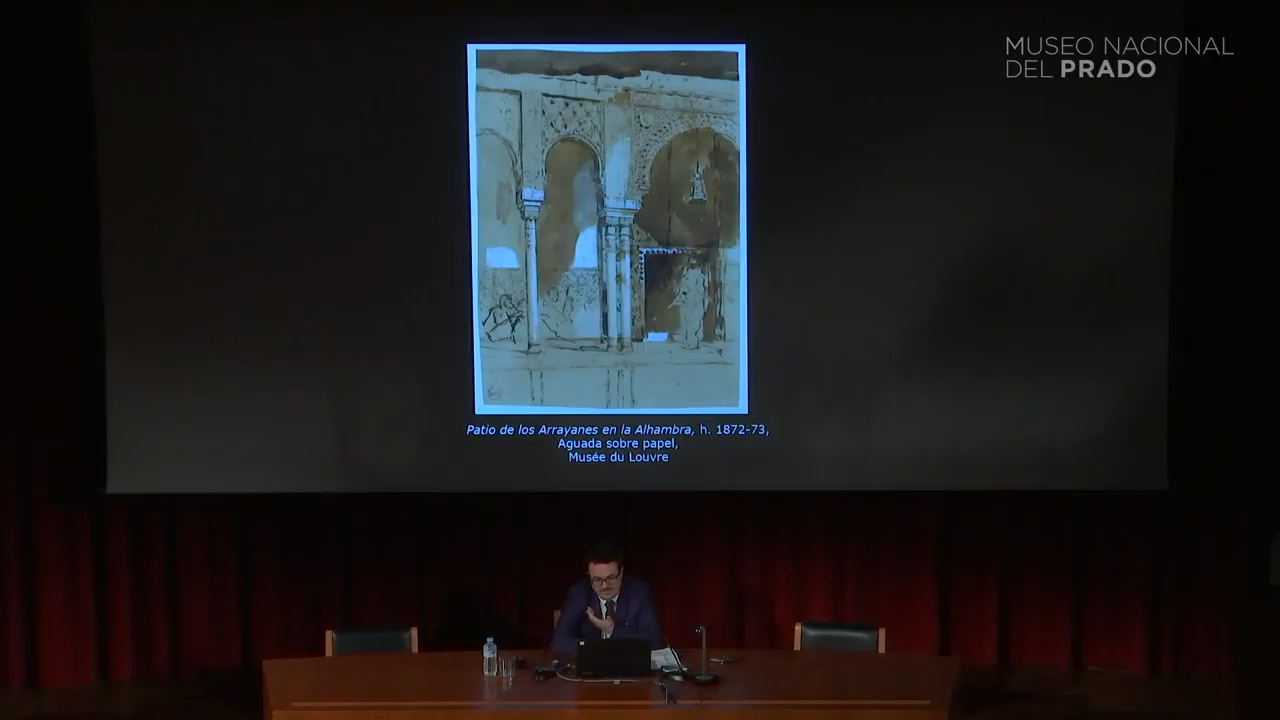 MUSEO NACIONAL
DEL PRADO
Patio de los Arrayanes en la Alhambra, h. 1872-73,
Aguada sobre papel,
Musée du Louvre